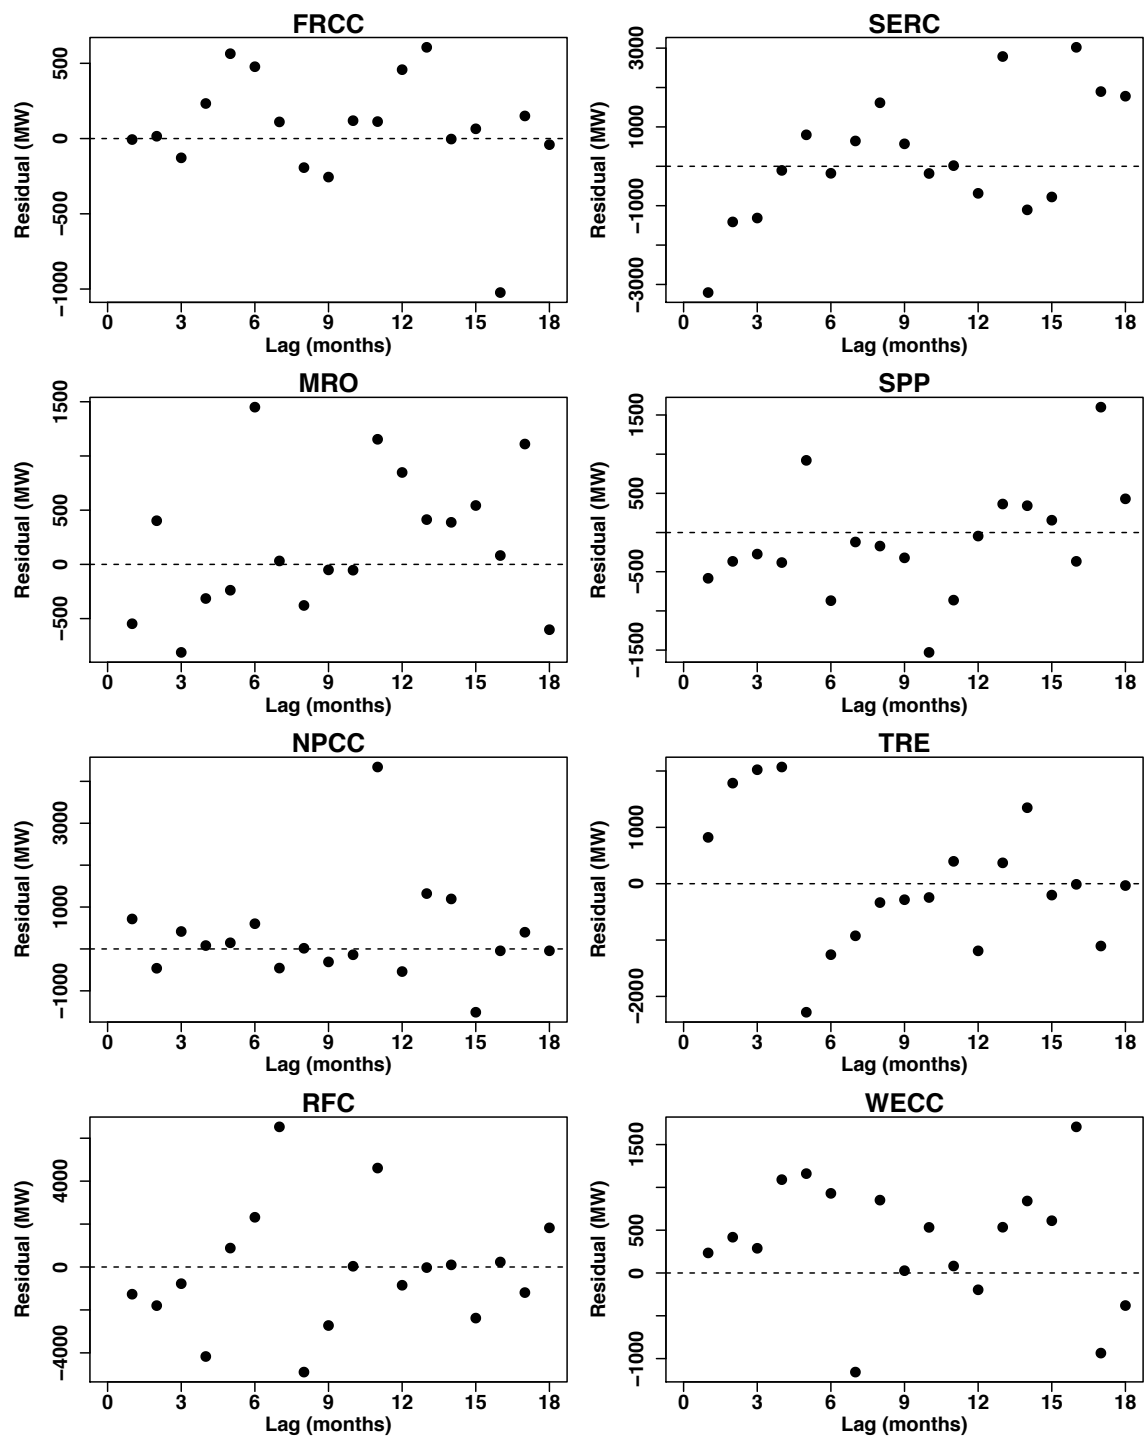 FRCC
Residual (MW)
500
0
−500
−1000
0 3 6 9 12 15 18
Lag (months)
SERC
Residual (MW)
3000
1000
−1000
−3000
0 3 6 9 12 15 18
Lag (months)
MRO
Residual (MW)
1500
500
0
−500
0 3 6 9 12 15 18
Lag (months)
SPP
Residual (MW)
1500
500
−500
−1500
0 3 6 9 12 15 18
Lag (months)
NPCC
Residual (MW)
3000
1000
−1000
0 3 6 9 12 15 18
Lag (months)
TRE
Residual (MW)
1000
0
−2000
0 3 6 9 12 15 18
Lag (months)
RFC
Residual (MW)
4000
0
−4000
0 3 6 9 12 15 18
Lag (months)
WECC
Residual (MW)
1500
500
0
−1000
0 3 6 9 12 15 18
Lag (months)